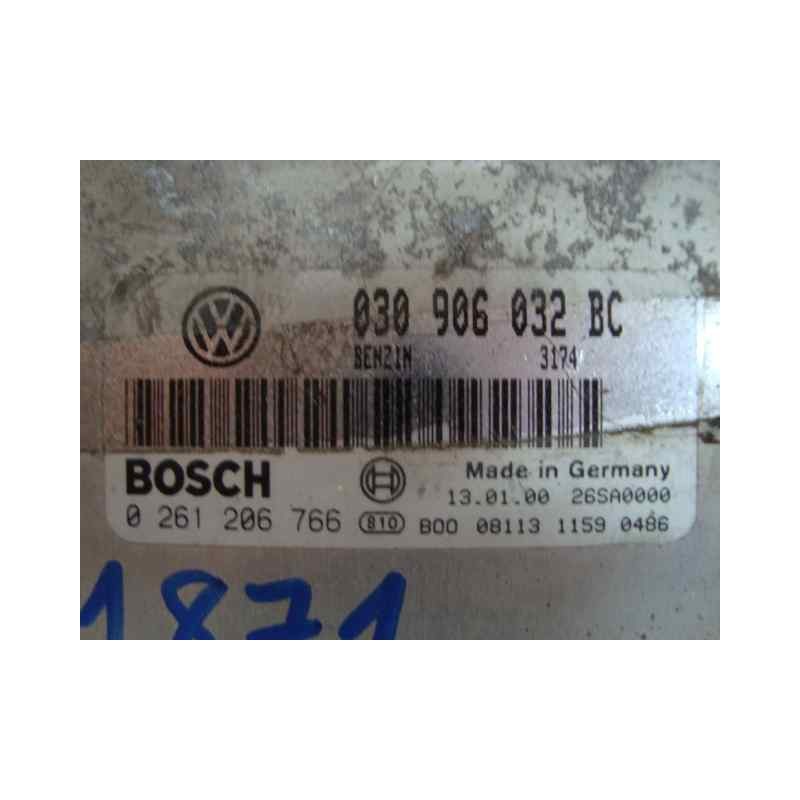 030 906 032 BC
BENZIN 3174
BOSCH Made in Germany
13.01.00 26SA0000
0 261 206 766 810 B00 08113 1159 0486
1871